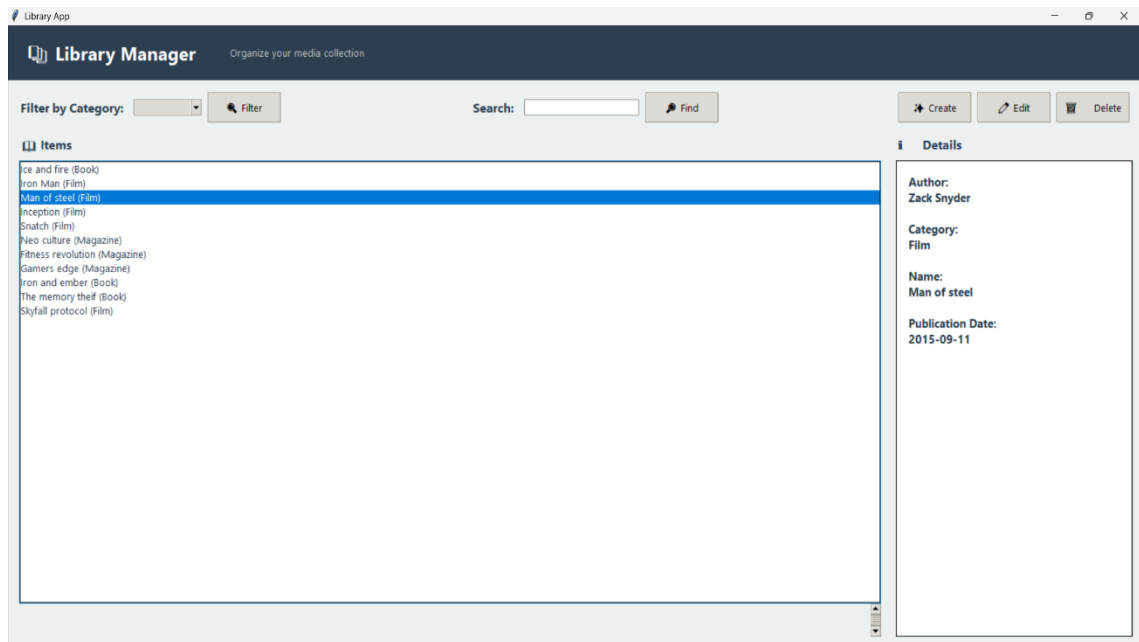 Library App
Library Manager Organize your media collection
Filter by Category: Filter Search: Find Create Edit Delete
Items
Ice and fire (Book)
Iron Man (Film)
Man of steel (Film)
Inception (Film)
Snatch (Film)
Neo culture (Magazine)
Fitness revolution (Magazine)
Gamers edge (Magazine)
Iron and ember (Book)
The memory theif (Book)
Skyfall protocol (Film)
Details
Author:
Zack Snyder
Category:
Film
Name:
Man of steel
Publication Date:
2015-09-11